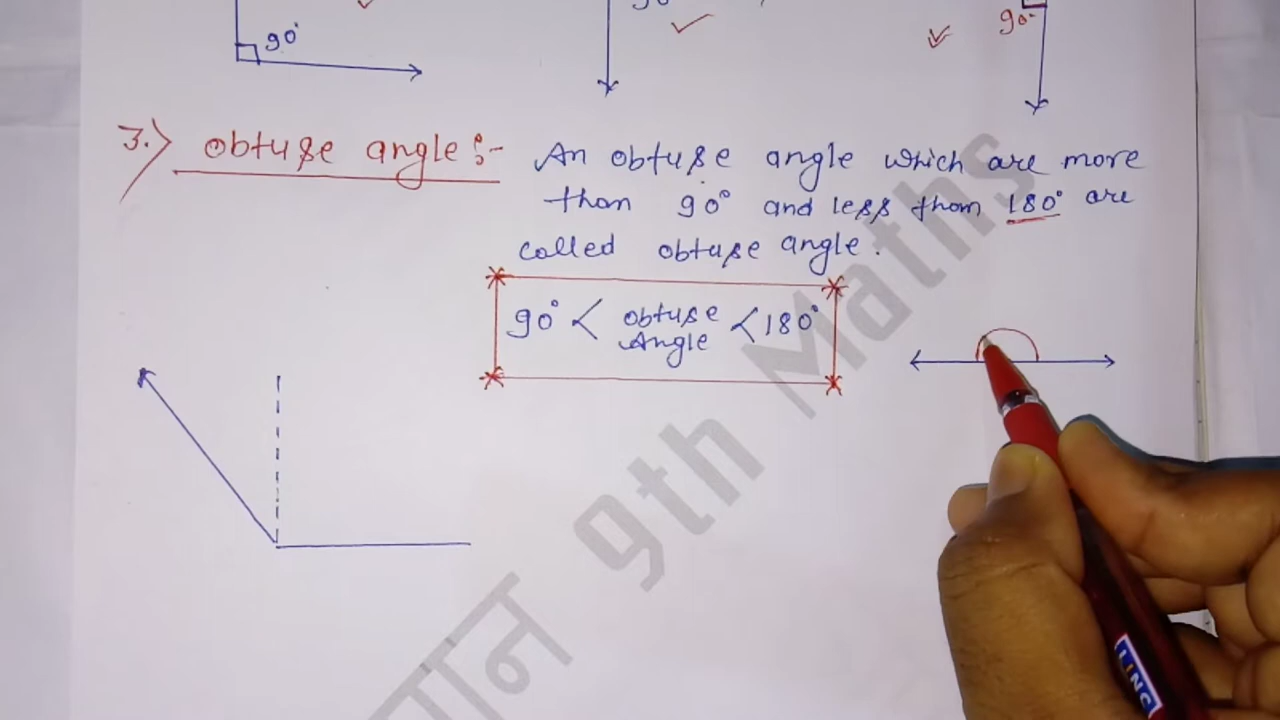 90°
90°
3.) obtuse angle:-
An obtuse angle which are more
than 90° and less than 180° are
called obtuse angle.
90° < obtuse Angle < 180°
9th Maths
LINC